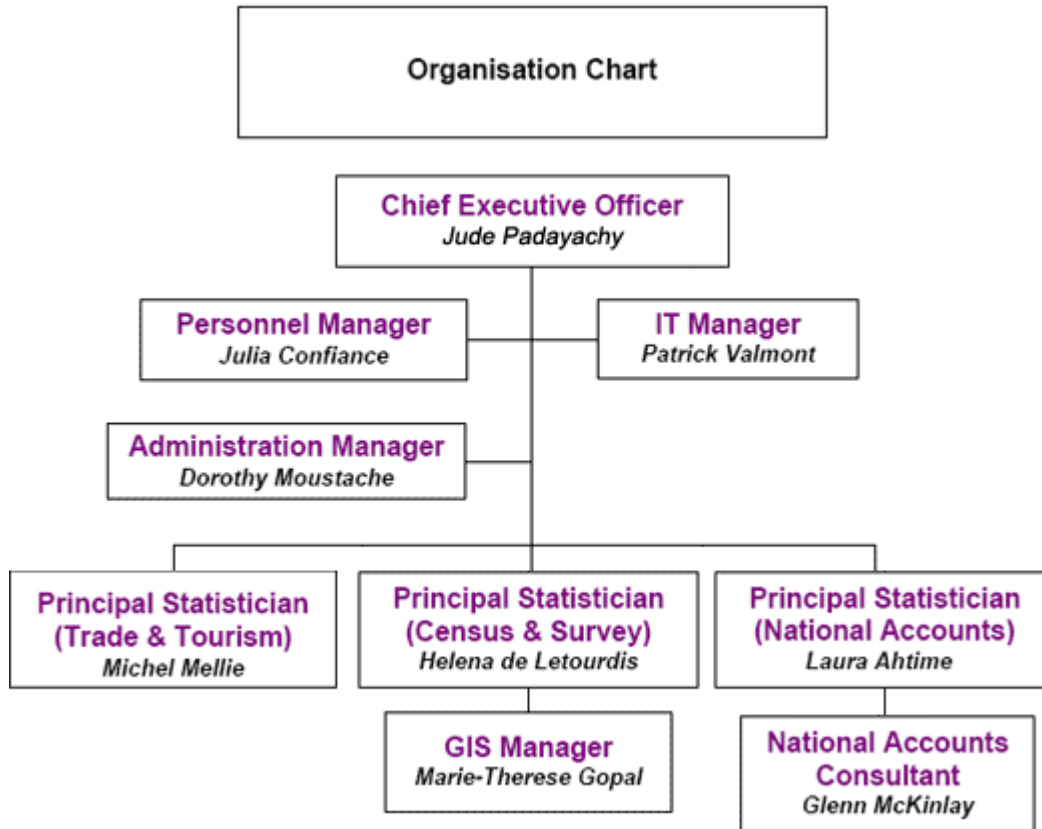 Organisation Chart
Chief Executive Officer
Jude Padayachy
Personnel Manager
Julia Confiance
IT Manager
Patrick Valmont
Administration Manager
Dorothy Moustache
Principal Statistician
(Trade & Tourism)
Michel Mellie
Principal Statistician
(Census & Survey)
Helena de Letourdis
Principal Statistician
(National Accounts)
Laura Ahtime
GIS Manager
Marie-Therese Gopal
National Accounts
Consultant
Glenn McKinlay